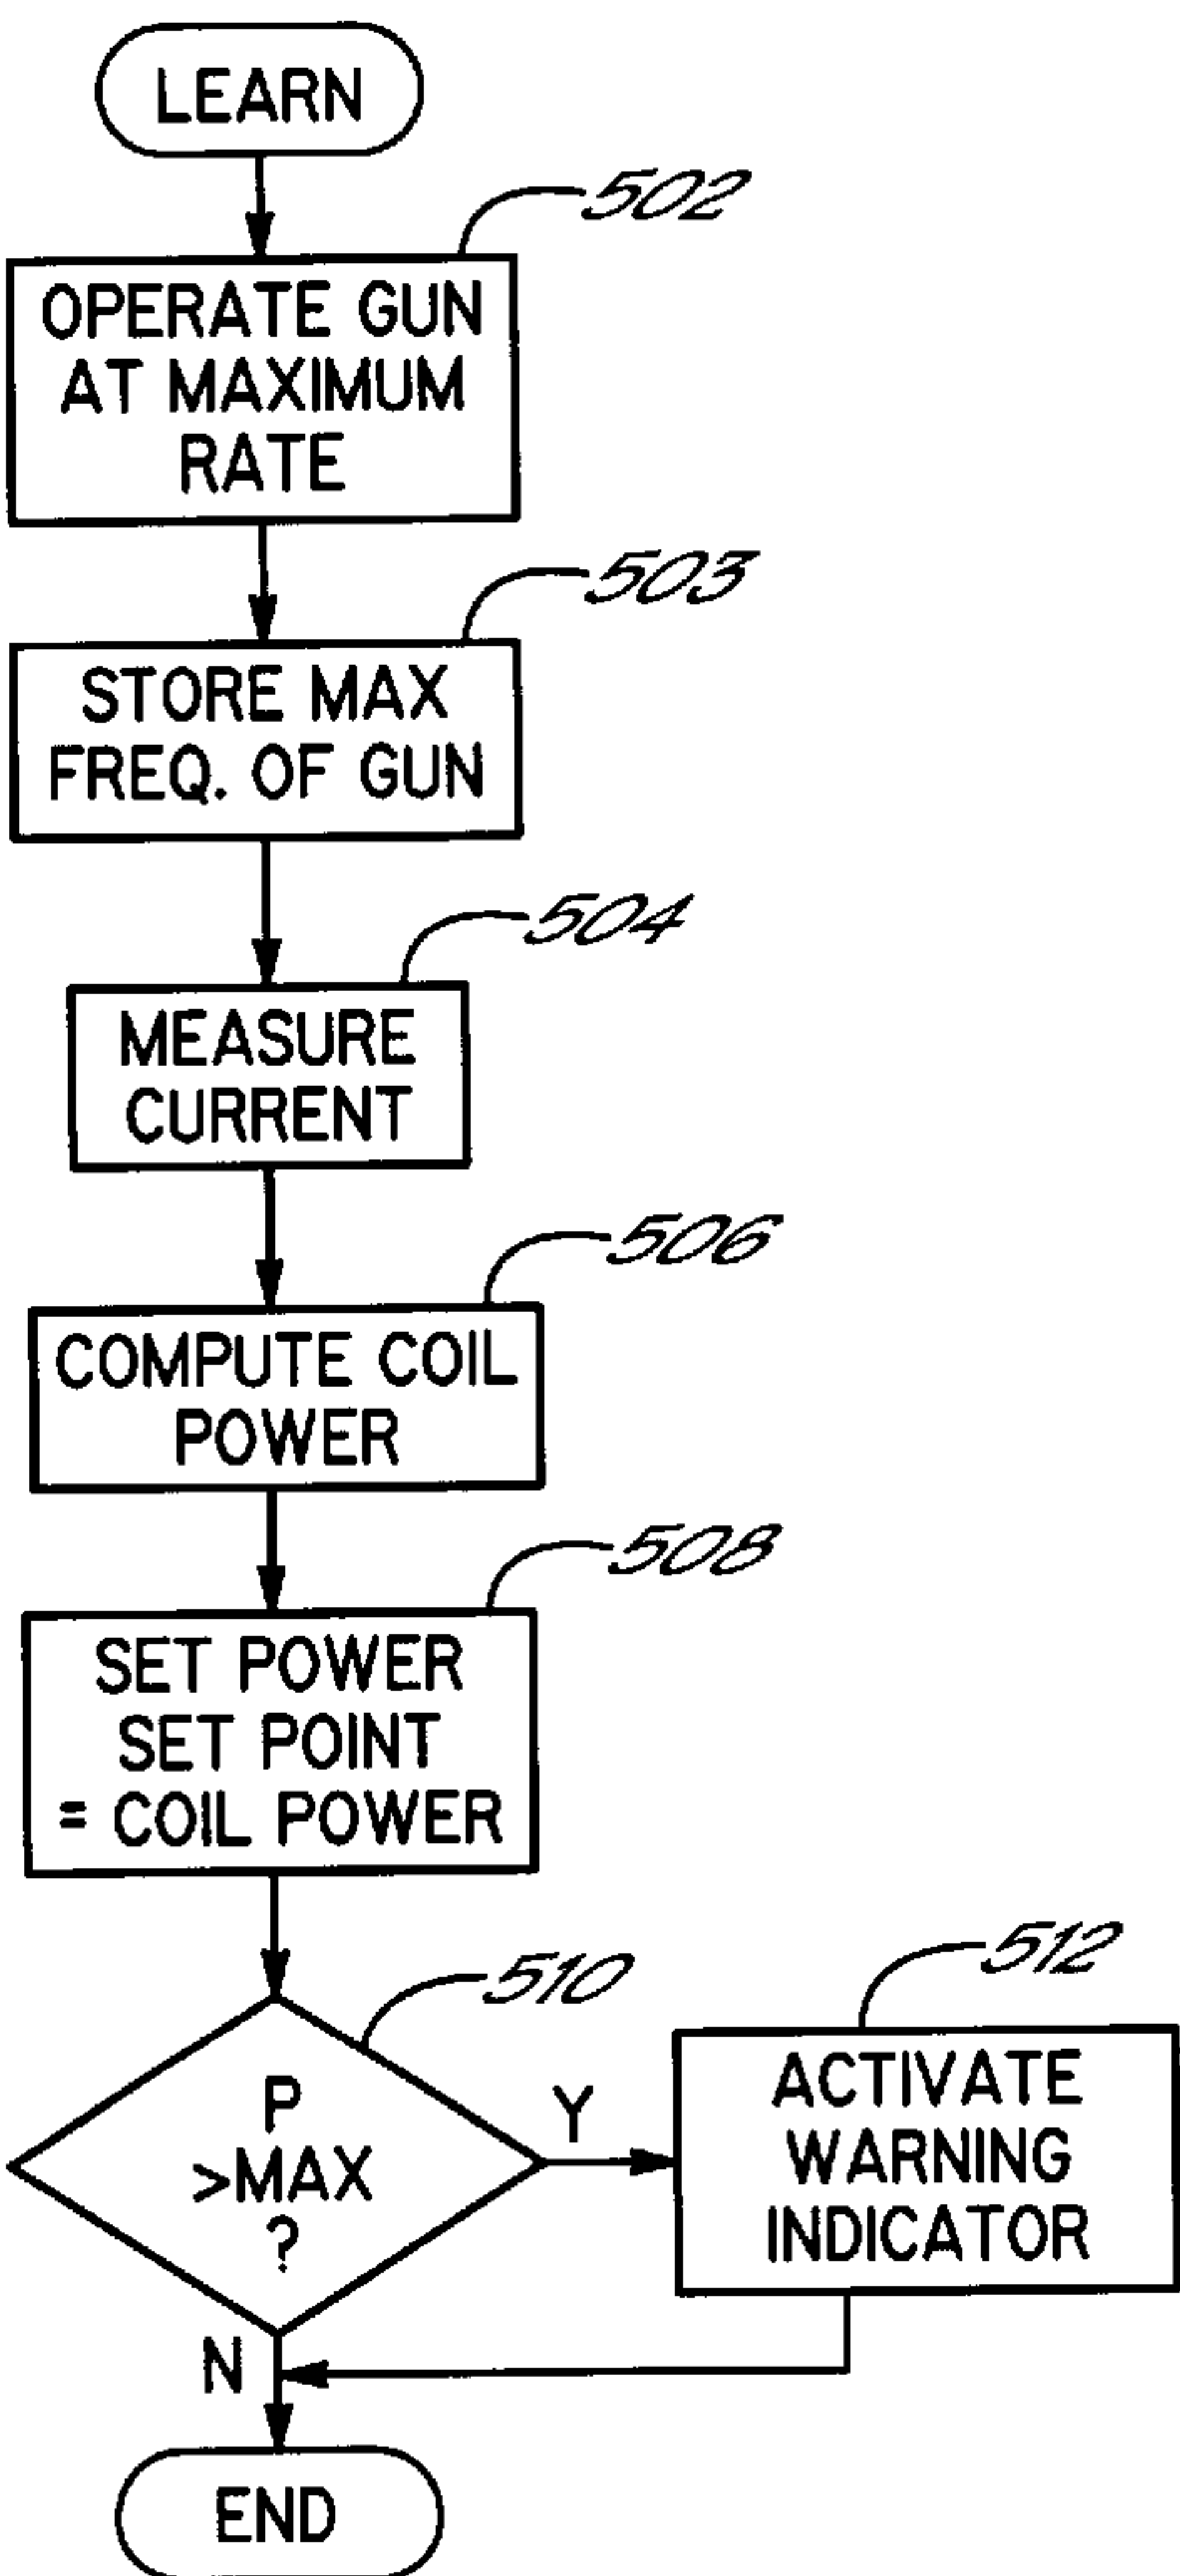 LEARN
502
OPERATE GUN
AT MAXIMUM
RATE
503
STORE MAX
FREQ. OF GUN
504
MEASURE
CURRENT
506
COMPUTE COIL
POWER
508
SET POWER
SET POINT
= COIL POWER
510
P
>MAX
?
Y
512
ACTIVATE
WARNING
INDICATOR
N
END